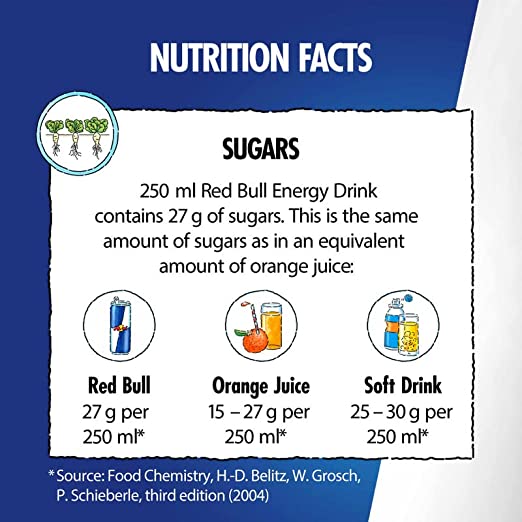 NUTRITION FACTS
SUGARS
250 ml Red Bull Energy Drink
contains 27 g of sugars. This is the same
amount of sugars as in an equivalent
amount of orange juice:
Red Bull
27 g per
250 ml*
Orange Juice
15 – 27 g per
250 ml*
Soft Drink
25 – 30 g per
250 ml*
* Source: Food Chemistry, H.-D. Belitz, W. Grosch,
P. Schieberle, third edition (2004)